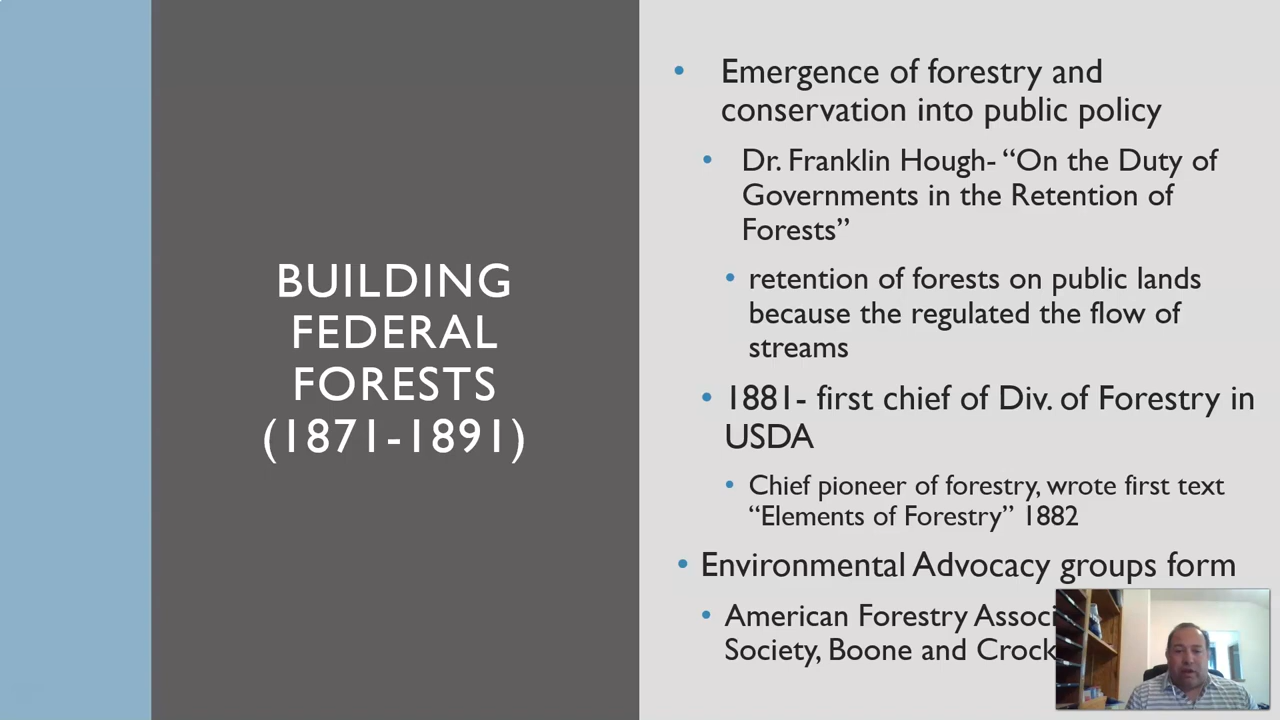 BUILDING
FEDERAL
FORESTS
(1871-1891)
• Emergence of forestry and
conservation into public policy
• Dr. Franklin Hough- “On the Duty of
Governments in the Retention of
Forests”
• retention of forests on public lands
because the regulated the flow of
streams
• 1881- first chief of Div. of Forestry in
USDA
• Chief pioneer of forestry, wrote first text
“Elements of Forestry” 1882
• Environmental Advocacy groups form
• American Forestry
Society, Boone and